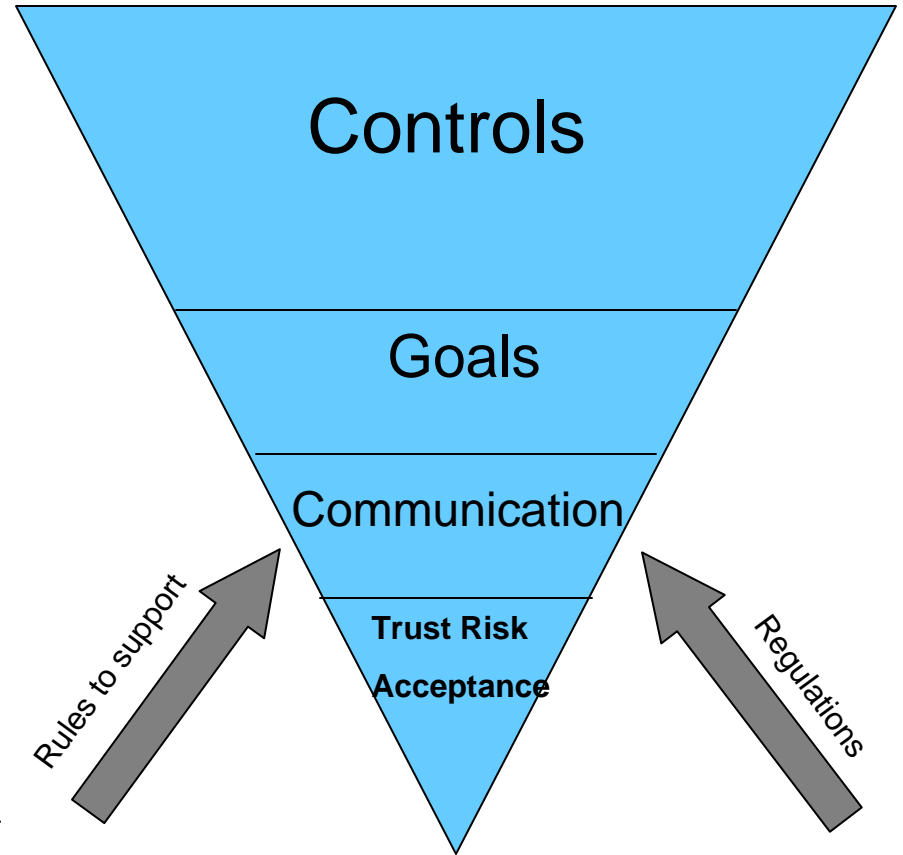 Controls
Goals
Communication
Trust Risk
Acceptance
Rules to support
Regulations